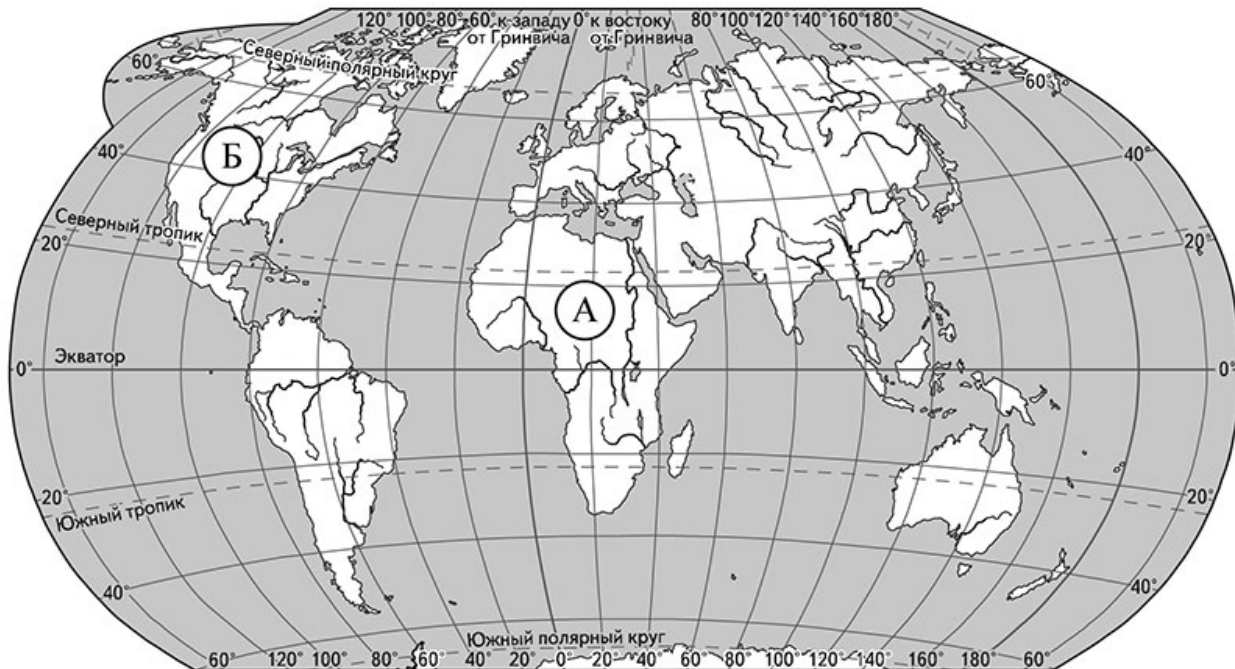 120° 100° 80° 60° к западу 0° к востоку 80° 100° 120° 140° 160° 180°
от Гринвича от Гринвича
Северный полярный круг
60° 60°
Б
40° 40°
Северный тропик
20° 20°
А
Экватор
0° 0°
20° 20°
Южный тропик
40° 40°
Южный полярный круг
60° 120° 100° 80° 60° 40° 20° 0° 20° 40° 60° 80° 100° 120° 140° 180° 60°